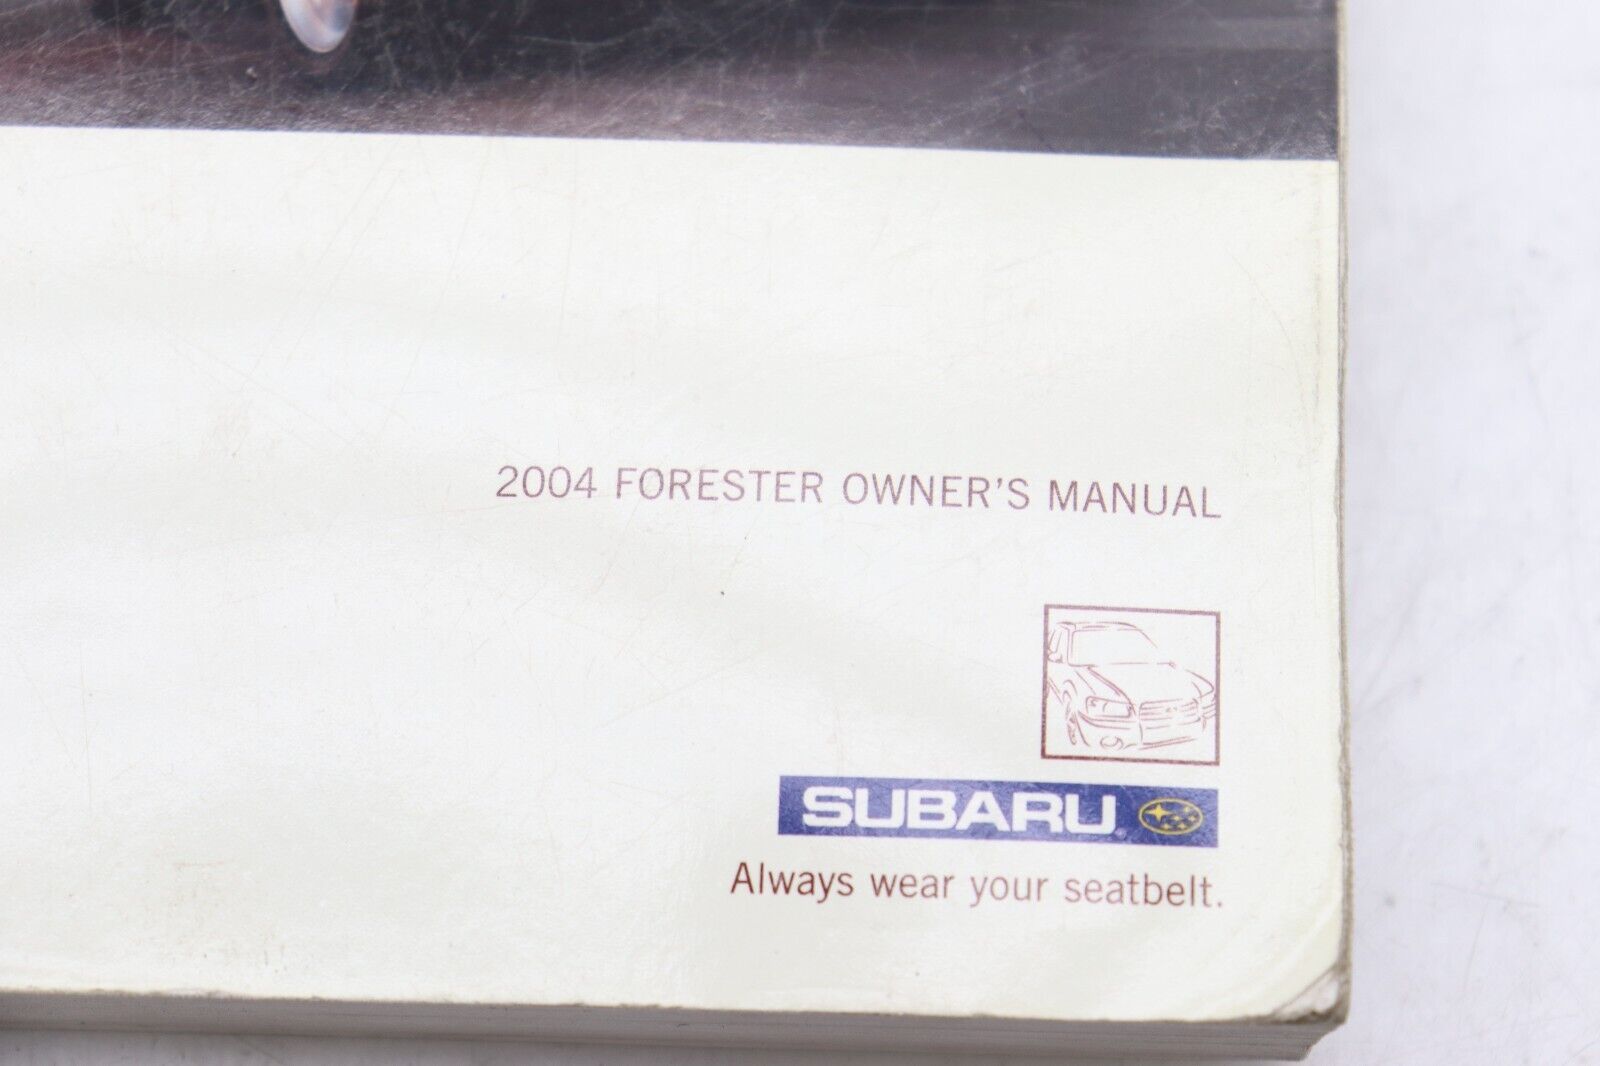 2004 FORESTER OWNER'S MANUAL
SUBARU
Always wear your seatbelt.